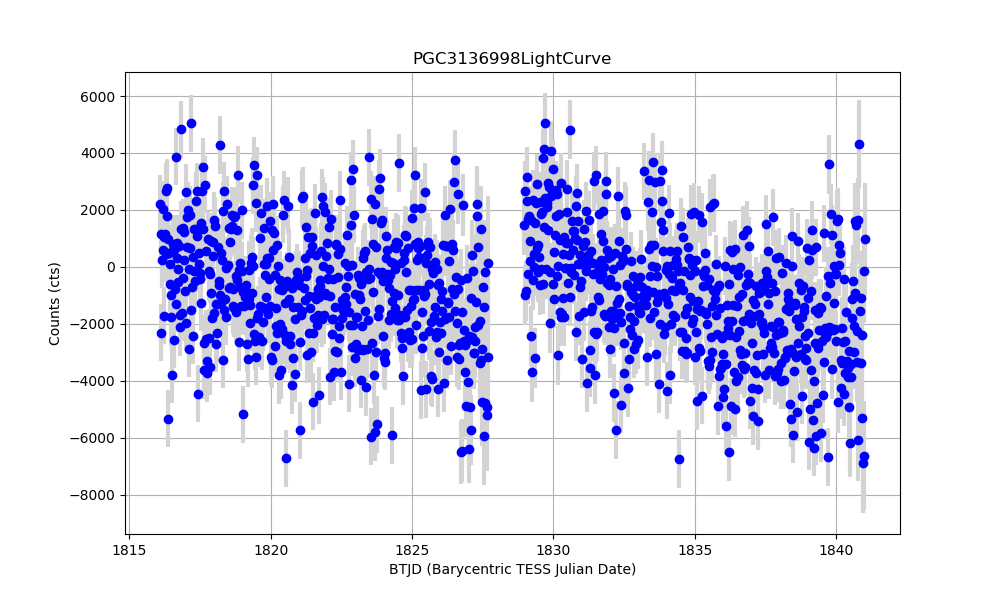 PGC3136998LightCurve
6000
4000
2000
0
−2000
−4000
−6000
−8000
Counts (cts)
1815 1820 1825 1830 1835 1840
BTJD (Barycentric TESS Julian Date)